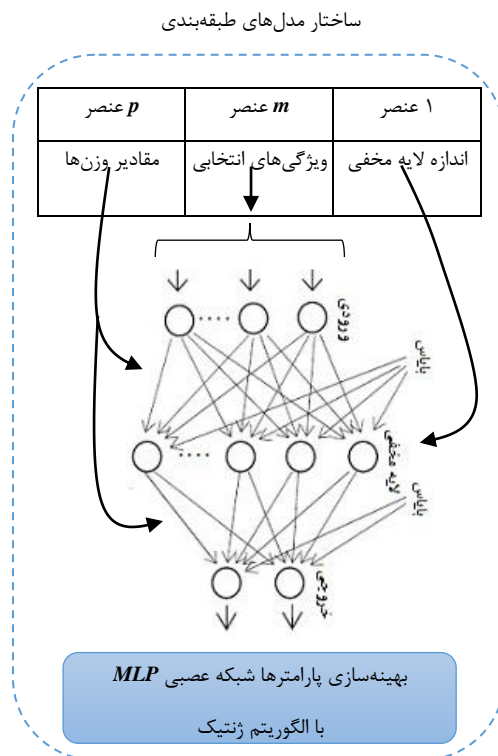 ساختار مدل‌های طبقه‌بندی
۱ عنصر
m عنصر
p عنصر
اندازه لایه مخفی
ویژگی‌های انتخابی
مقادیر وزن‌ها
ورودی
بایاس
لایه مخفی
بایاس
خروجی
بهینه‌سازی پارامترها شبکه عصبی MLP
با الگوریتم ژنتیک